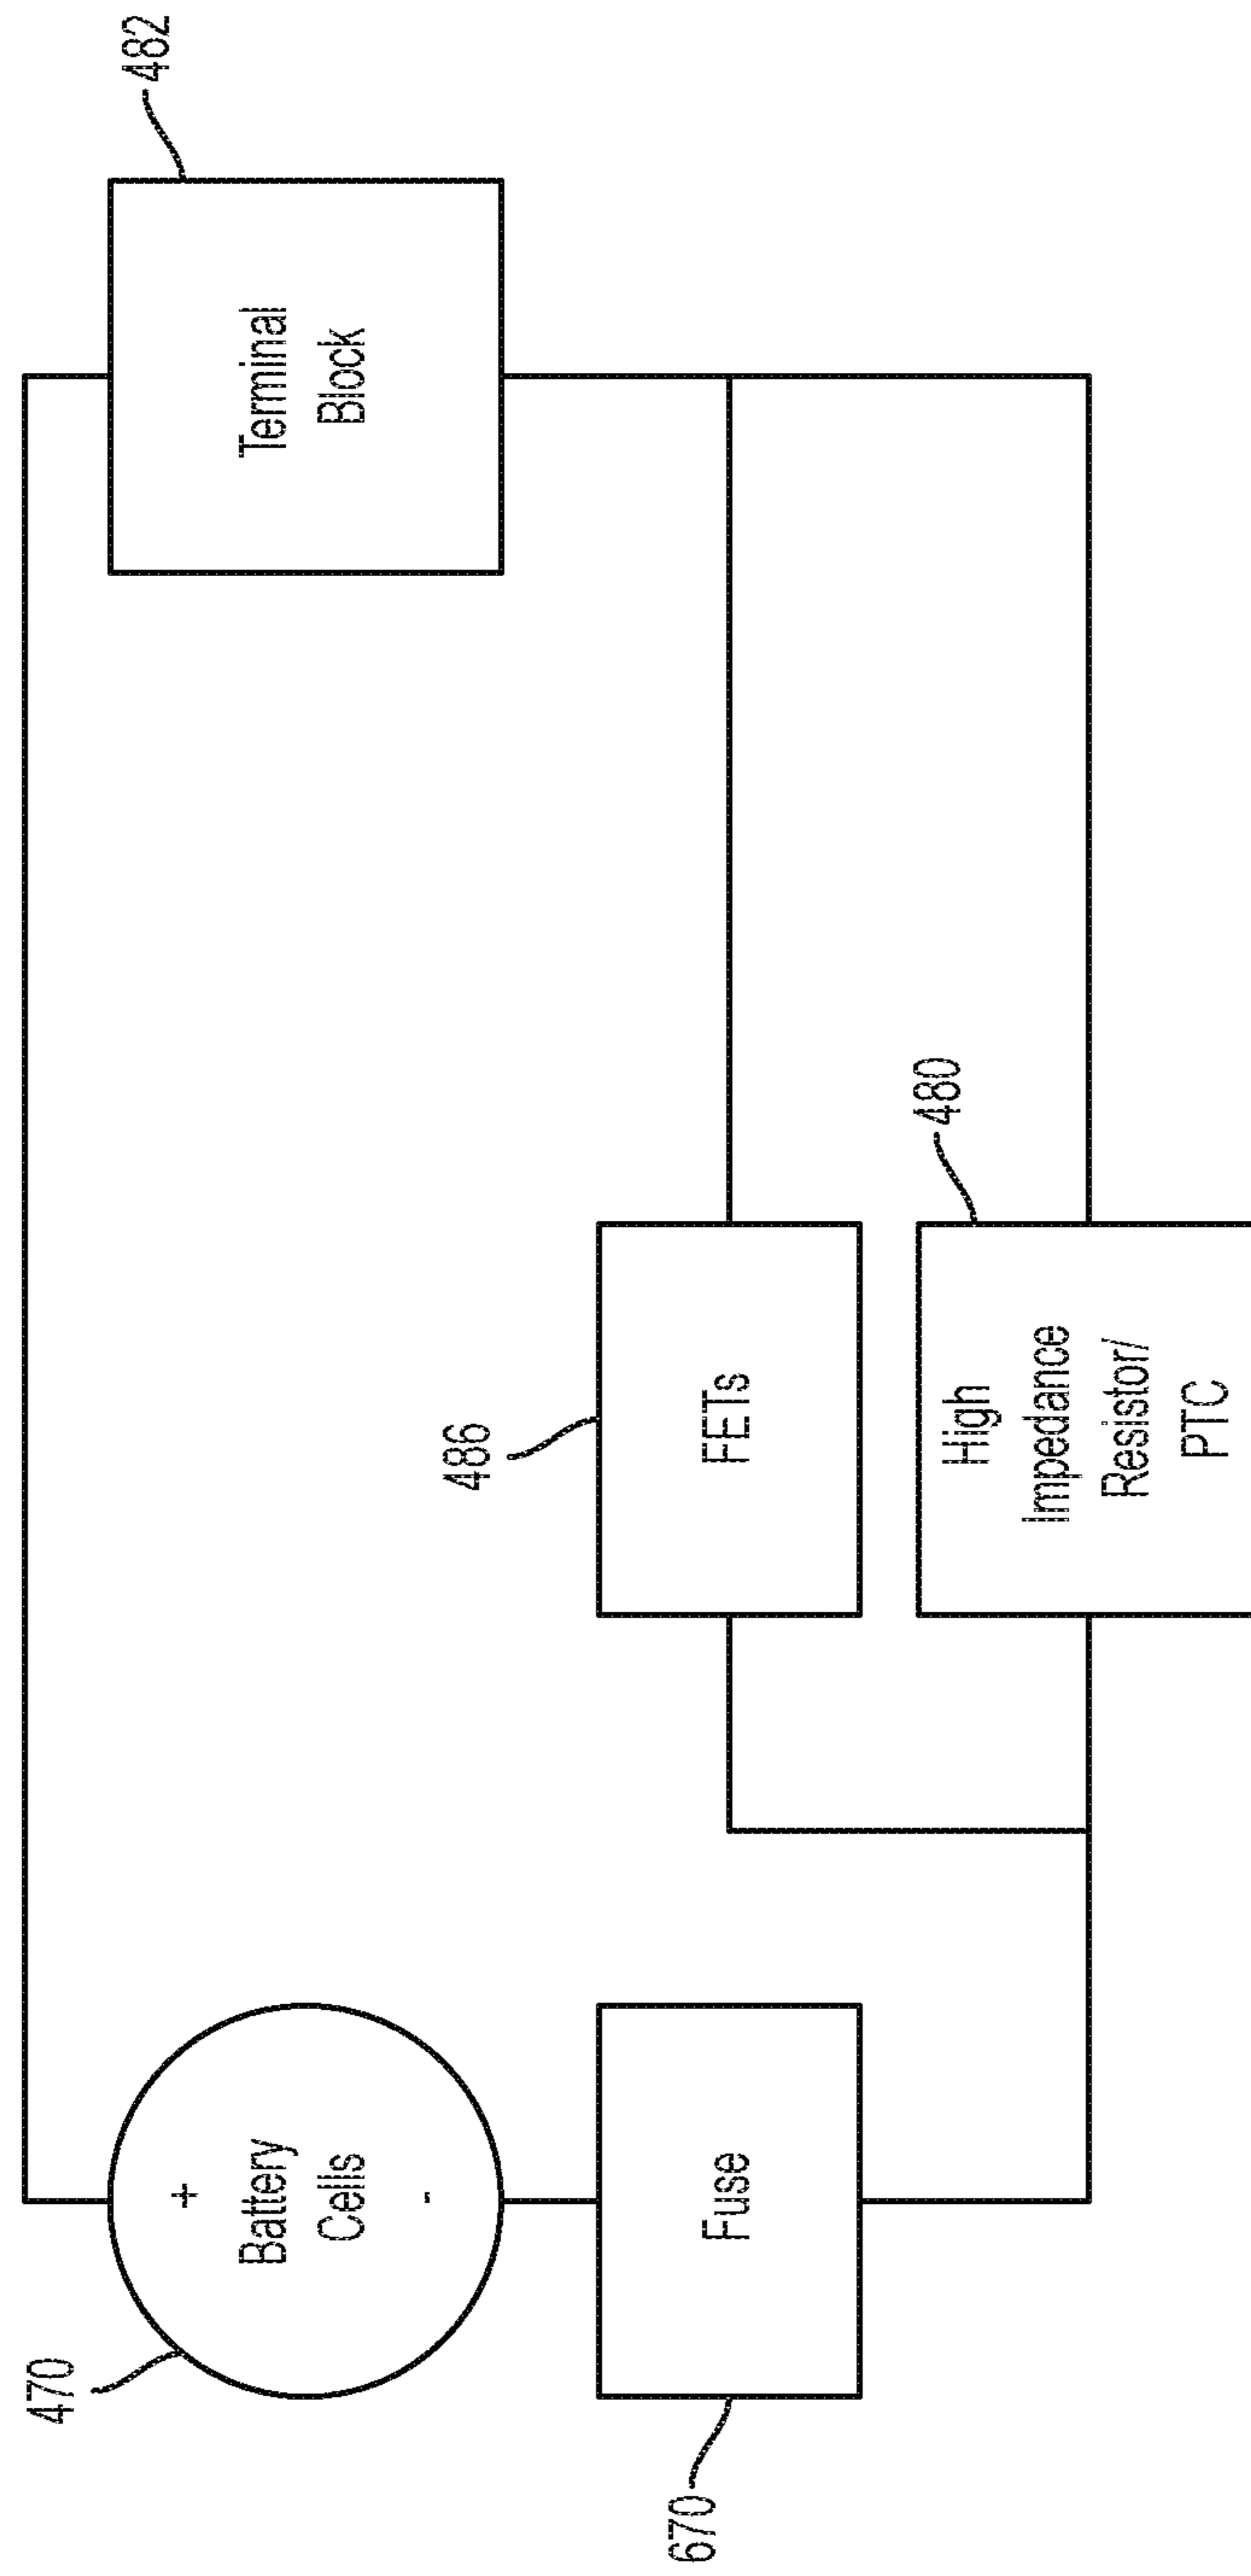 470
+
Battery
Cells
-
670
Fuse
486
FETs
480
High
Impedance
Resistor/
PTC
482
Terminal
Block